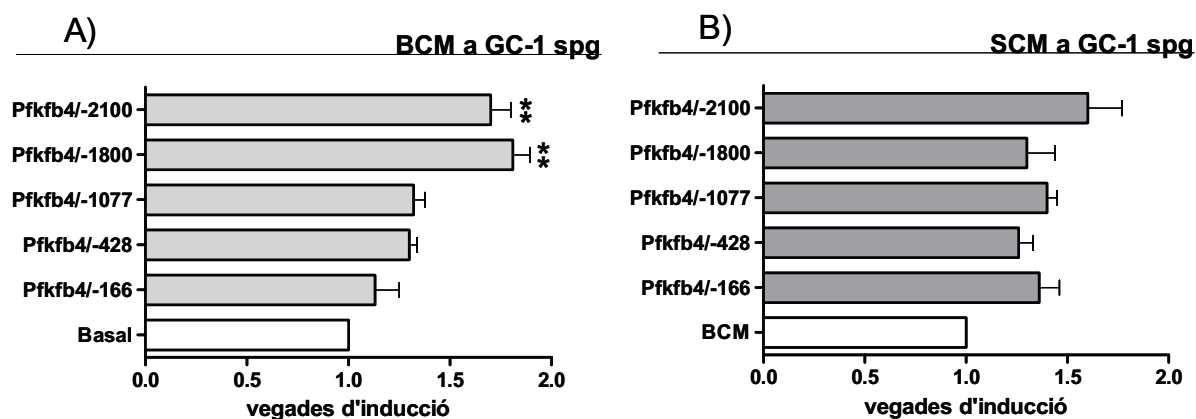 A)
BCM a GC-1 spg
Pfkfb4/-2100
**
Pfkfb4/-1800
**
Pfkfb4/-1077
Pfkfb4/-428
Pfkfb4/-166
Basal
0.0 0.5 1.0 1.5 2.0
vegades d'inducció
B)
SCM a GC-1 spg
Pfkfb4/-2100
Pfkfb4/-1800
Pfkfb4/-1077
Pfkfb4/-428
Pfkfb4/-166
BCM
0.0 0.5 1.0 1.5 2.0
vegades d'inducció